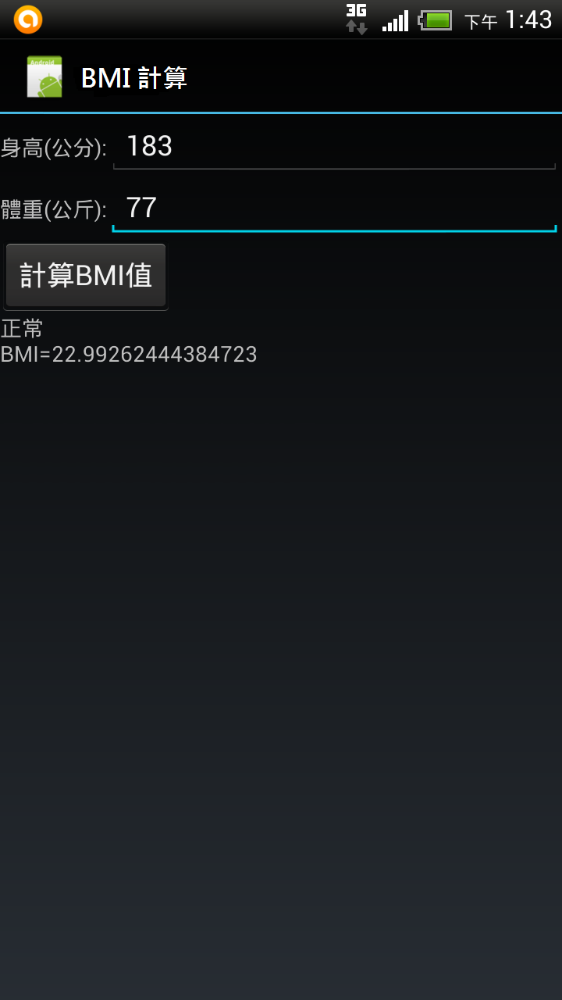 3G 下午 1:43
Android
BMI 計算
身高(公分): 183
體重(公斤): 77
計算BMI值
正常
BMI=22.99262444384723